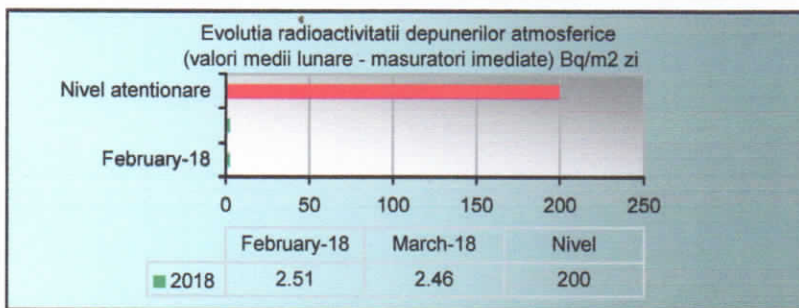 Evolutia radioactivitatii depunerilor atmosferice
(valori medii lunare - masuratori imediate) Bq/m2 zi
Nivel atentionare
February-18
0 50 100 150 200 250
February-18 March-18 Nivel
2018 2.51 2.46 200